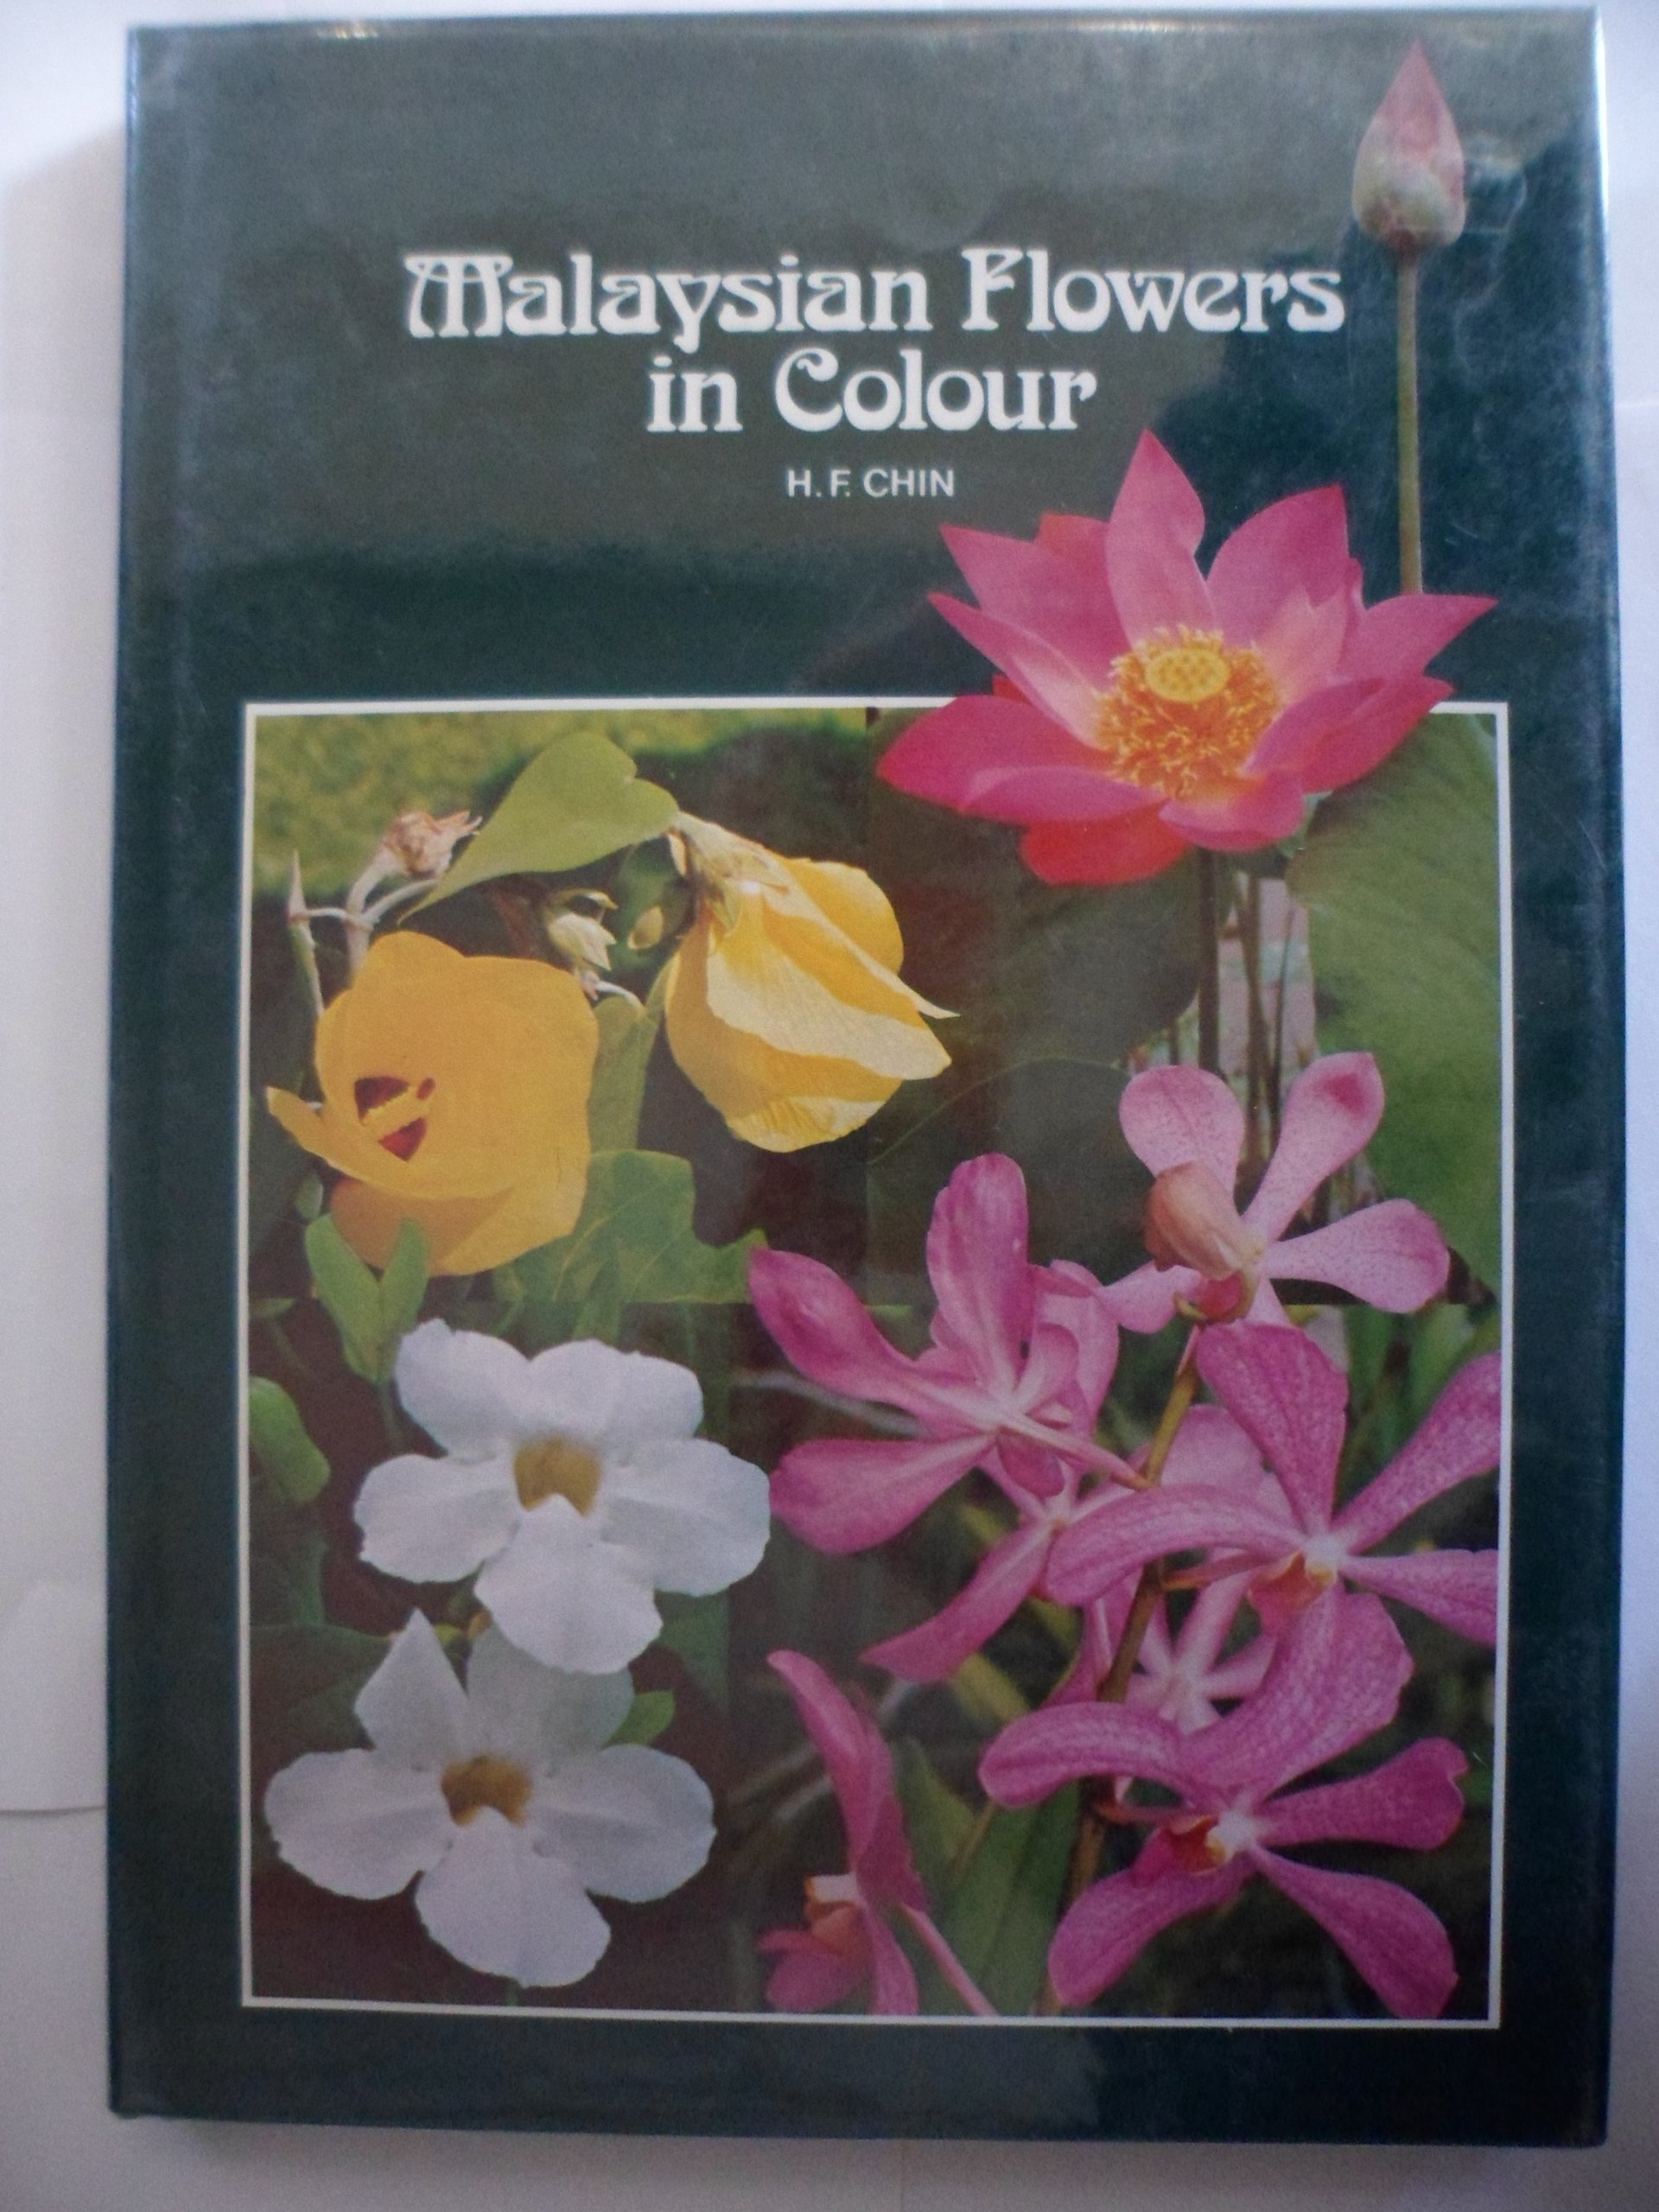 Malaysian Flowers
in Colour
H. F. CHIN